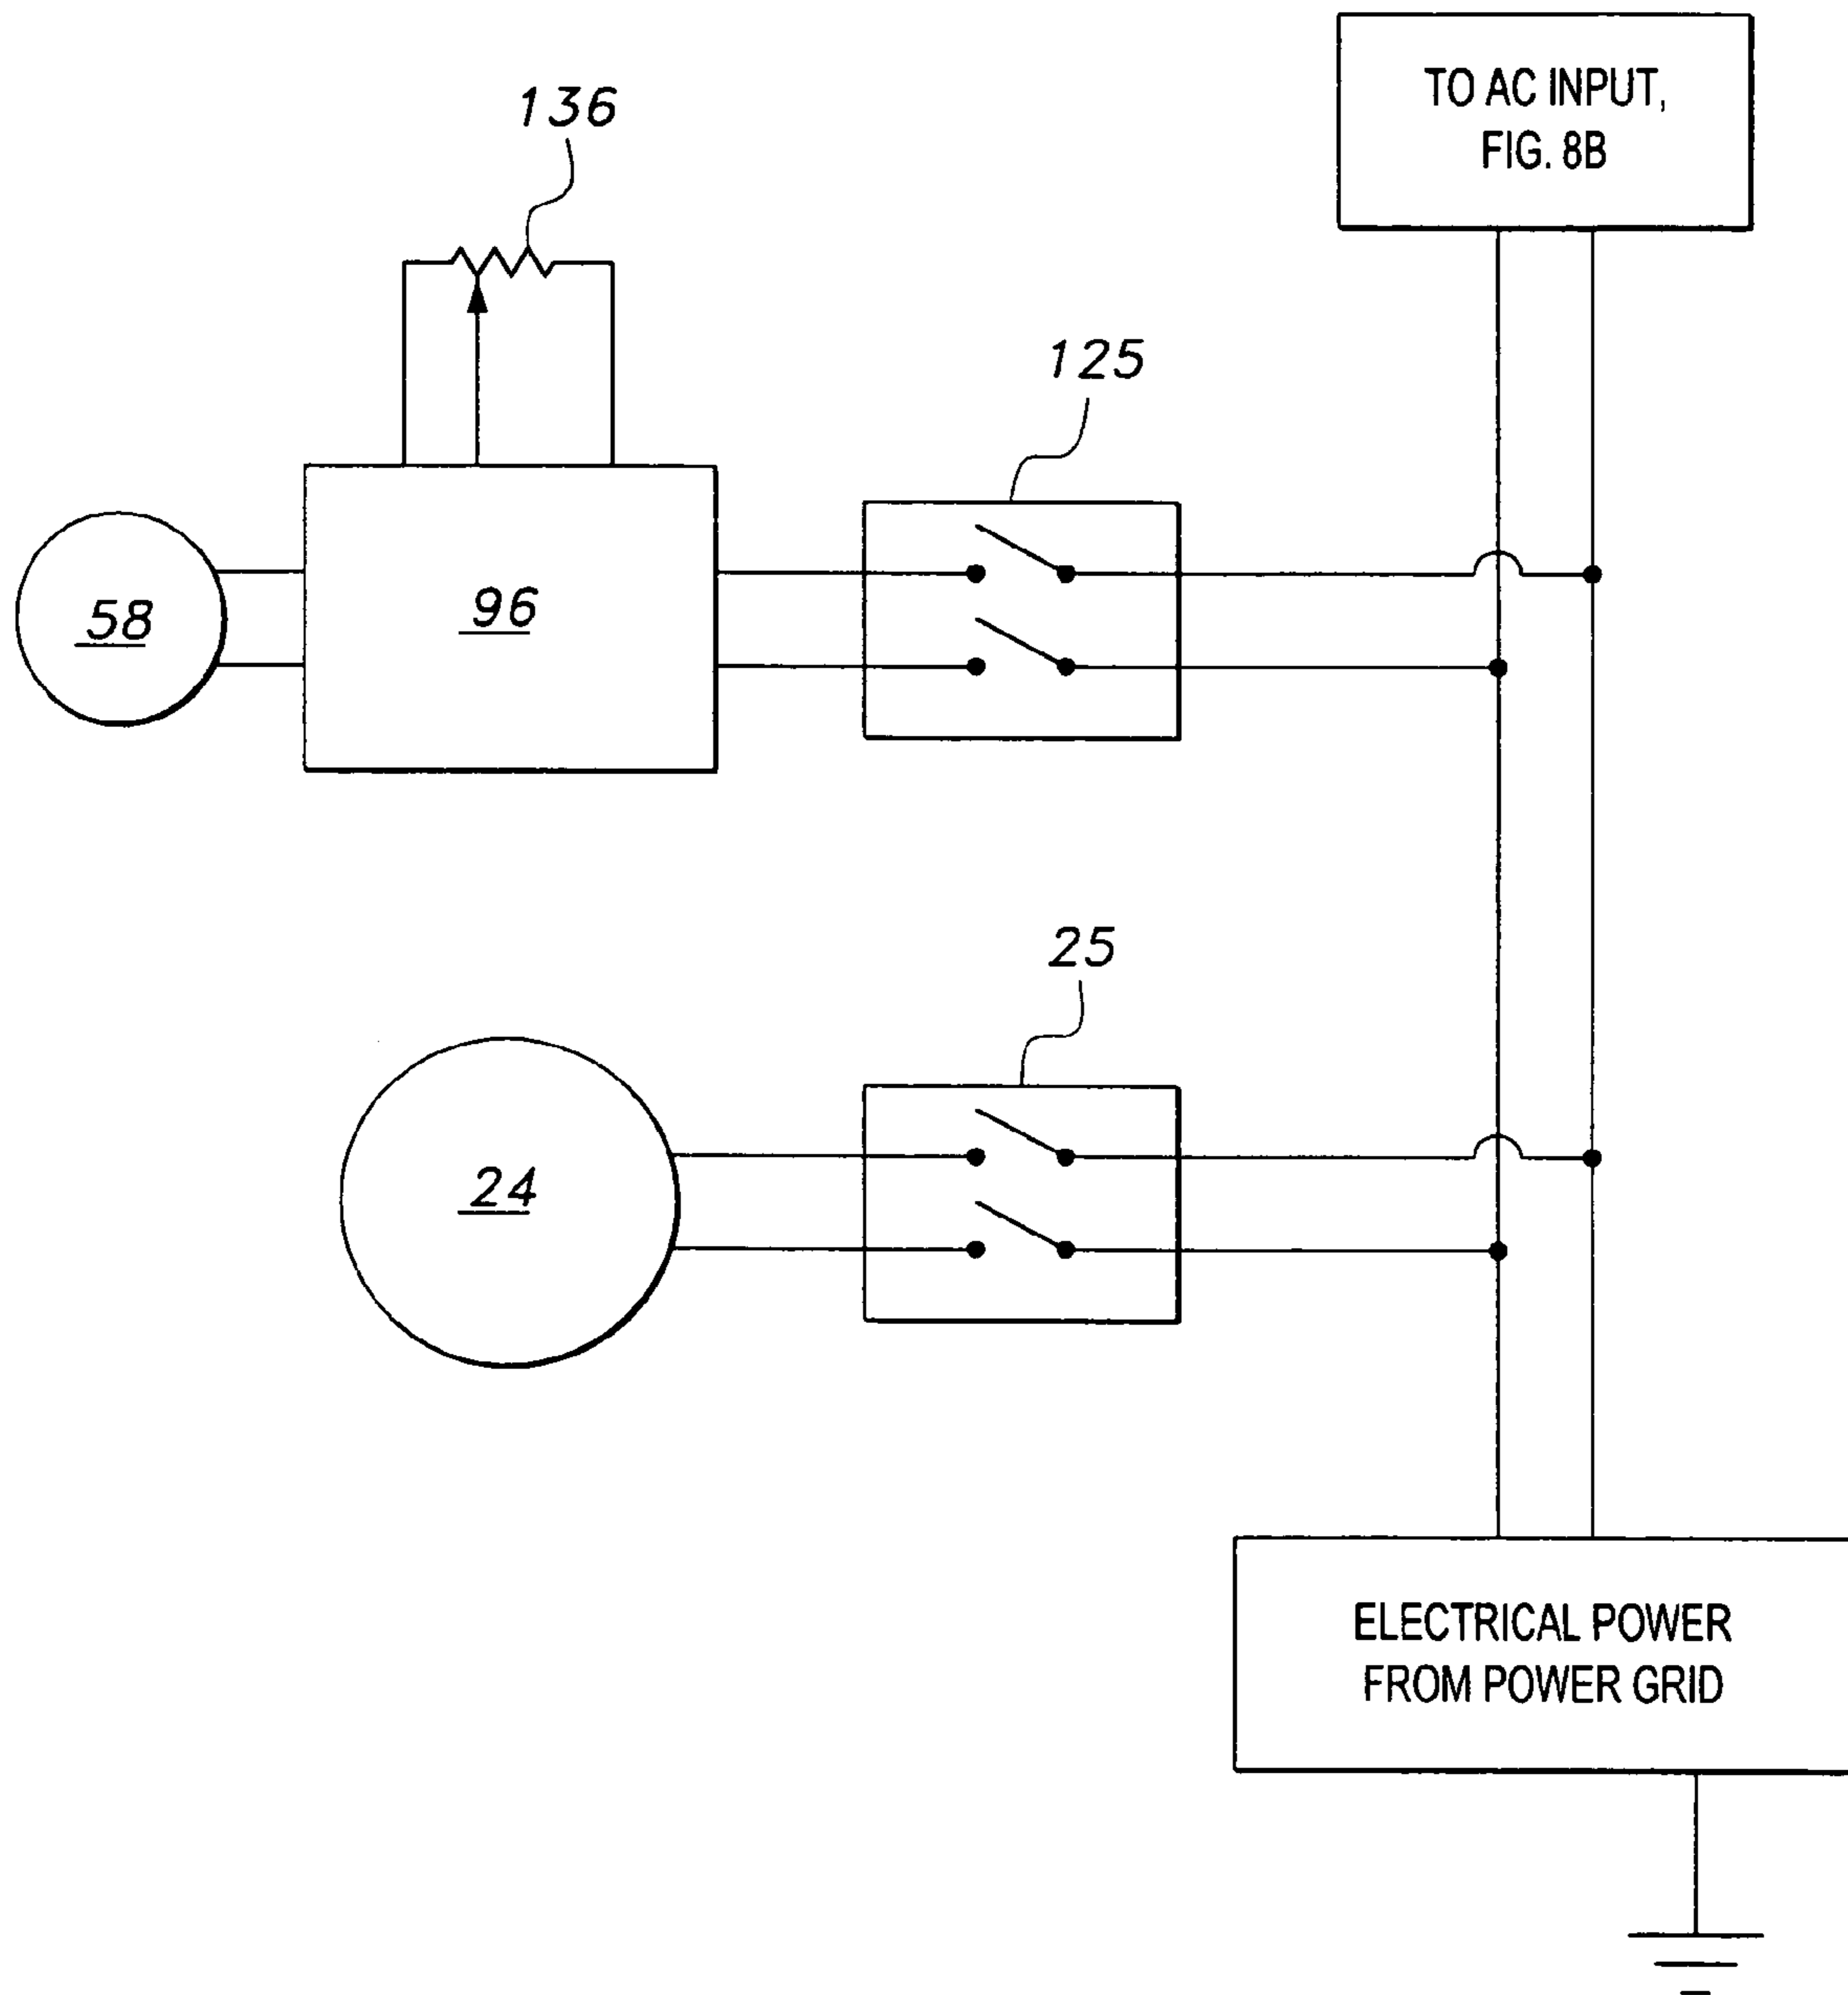 TO AC INPUT,
FIG. 8B
136
125
58
96
25
24
ELECTRICAL POWER
FROM POWER GRID